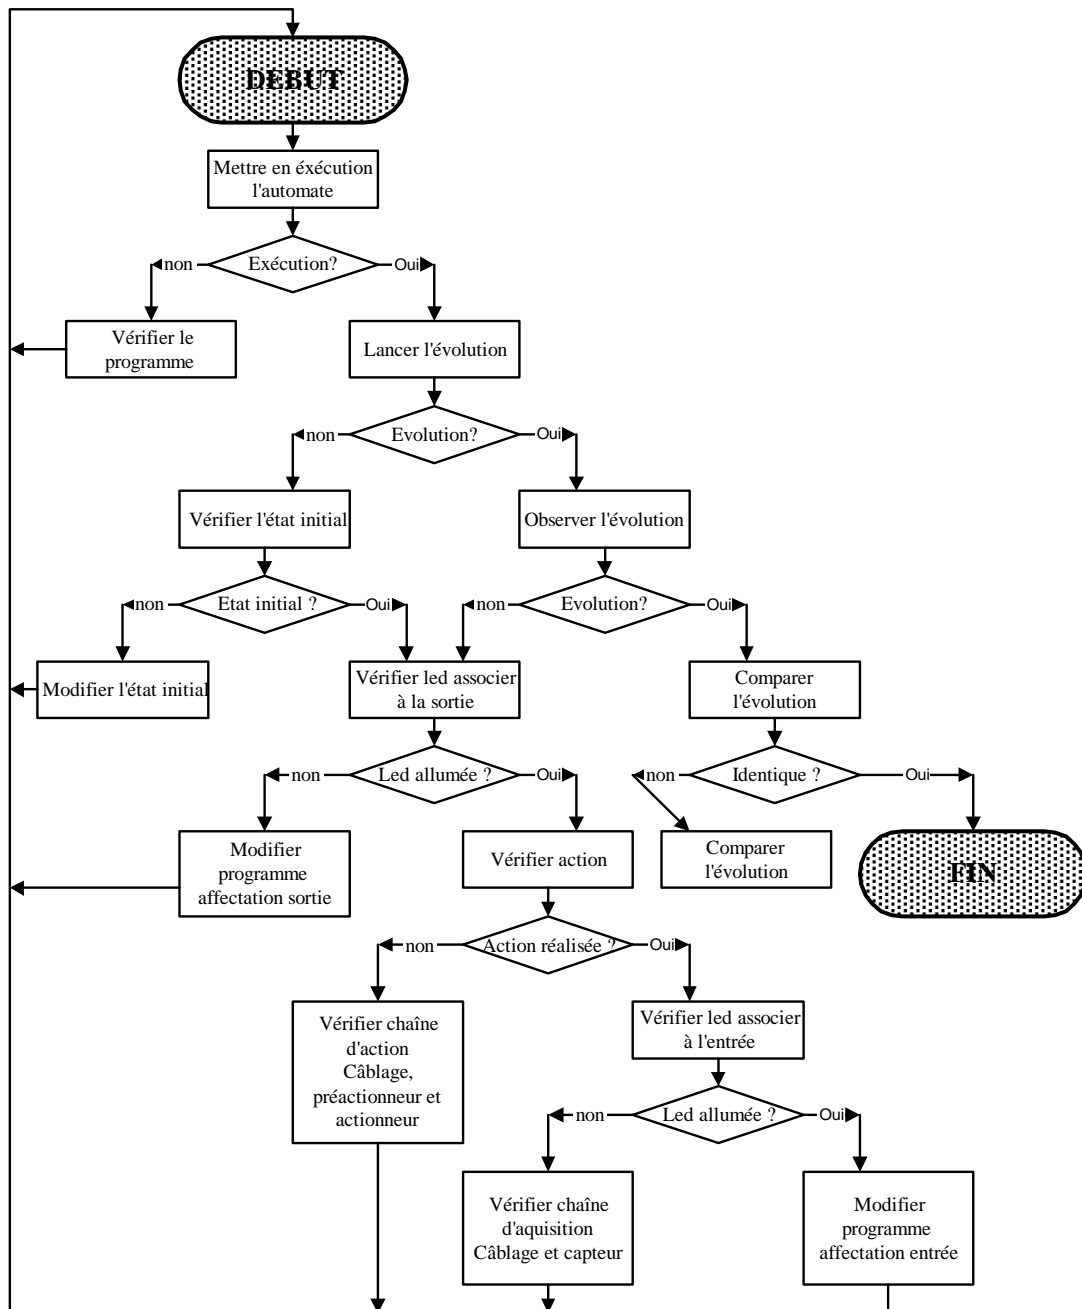 DEBUT
Mettre en éxécution
l'automate
non
Exécution?
Oui
Vérifier le
programme
Lancer l'évolution
non
Evolution?
Oui
Vérifier l'état initial
Observer l'évolution
non
Etat initial ?
Oui
non
Evolution?
Oui
Modifier l'état initial
Vérifier led associer
à la sortie
Comparer
l'évolution
non
Led allumée ?
Oui
non
Identique ?
Oui
Modifier
programme
affectation sortie
Vérifier action
Comparer
l'évolution
FIN
non
Action réalisée ?
Oui
Vérifier chaîne
d'action
Câblage,
préactionneur et
actionneur
Vérifier led associer
à l'entrée
non
Led allumée ?
Oui
Vérifier chaîne
d'aquisition
Câblage et capteur
Modifier
programme
affectation entrée